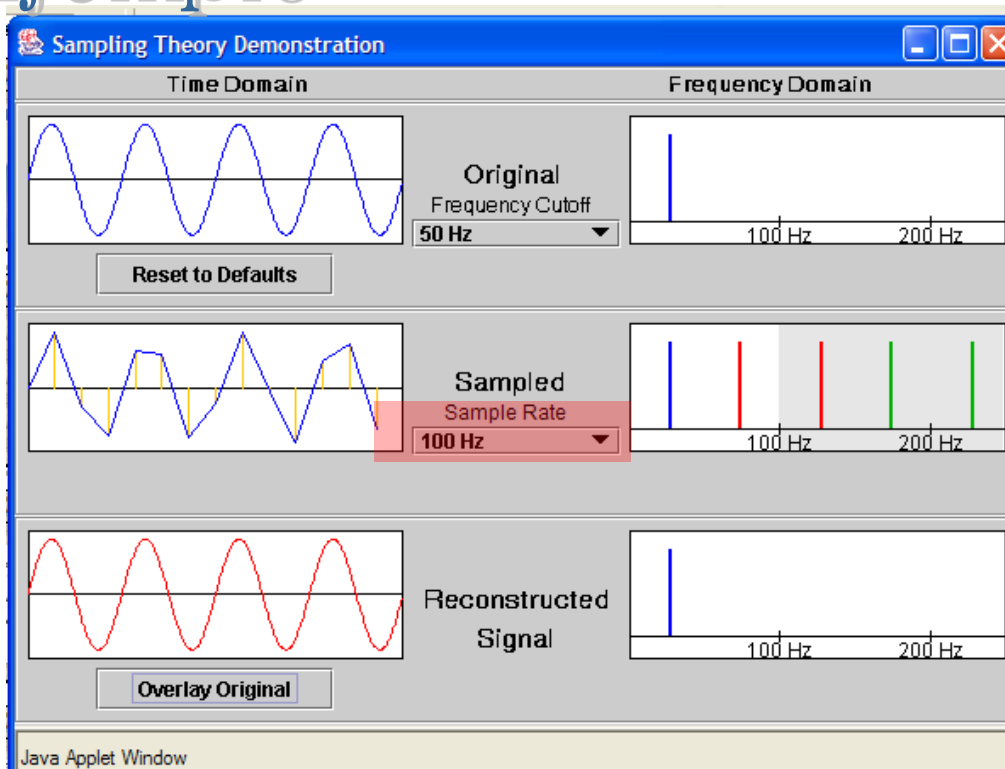 Sampling Theory Demonstration
Time Domain Frequency Domain
Original
Frequency Cutoff
50 Hz
100 Hz 200 Hz
Reset to Defaults
Sampled
Sample Rate
100 Hz
100 Hz 200 Hz
Reconstructed
Signal
100 Hz 200 Hz
Overlay Original
Java Applet Window